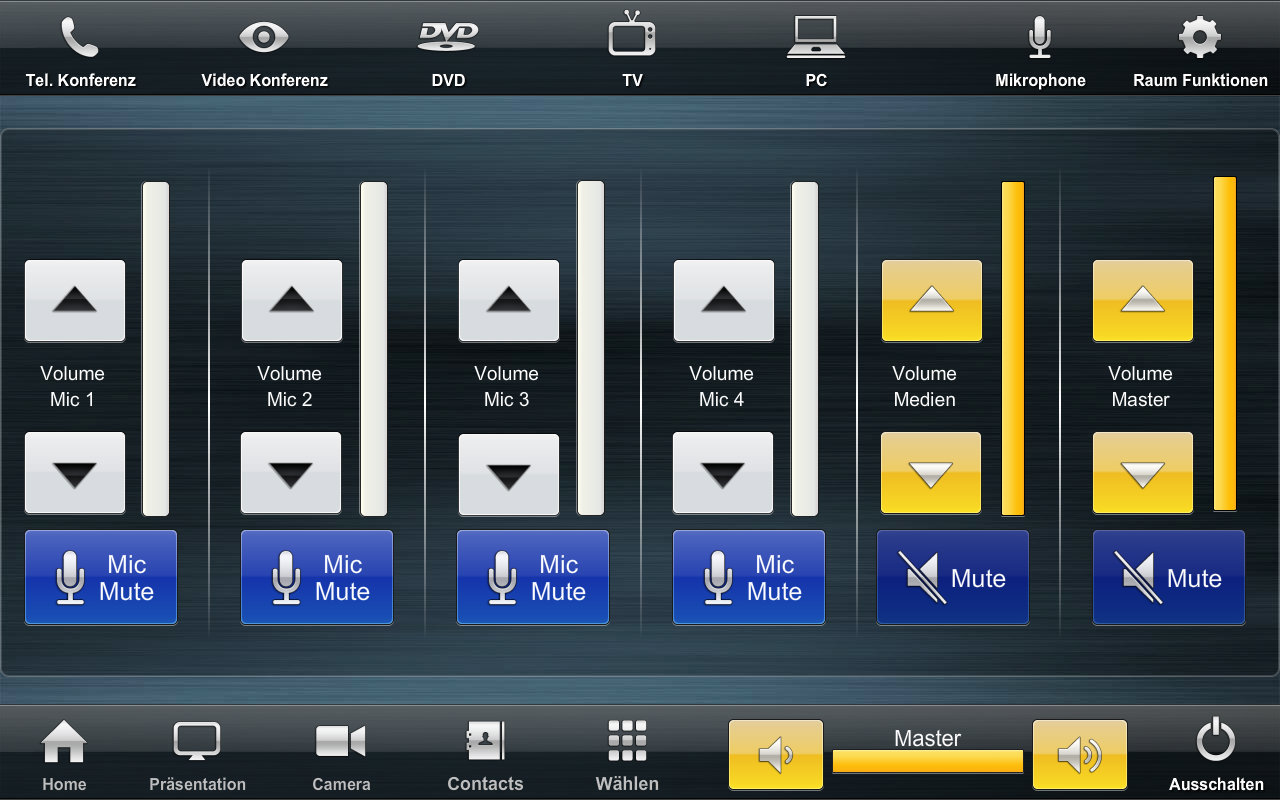 DVD
Tel. Konferenz
Video Konferenz
DVD
TV
PC
Mikrophone
Raum Funktionen
Volume
Mic 1
Volume
Mic 2
Volume
Mic 3
Volume
Mic 4
Volume
Medien
Volume
Master
Mic
Mute
Mic
Mute
Mic
Mute
Mic
Mute
Mute
Mute
Home
Präsentation
Camera
Contacts
Wählen
Master
Ausschalten